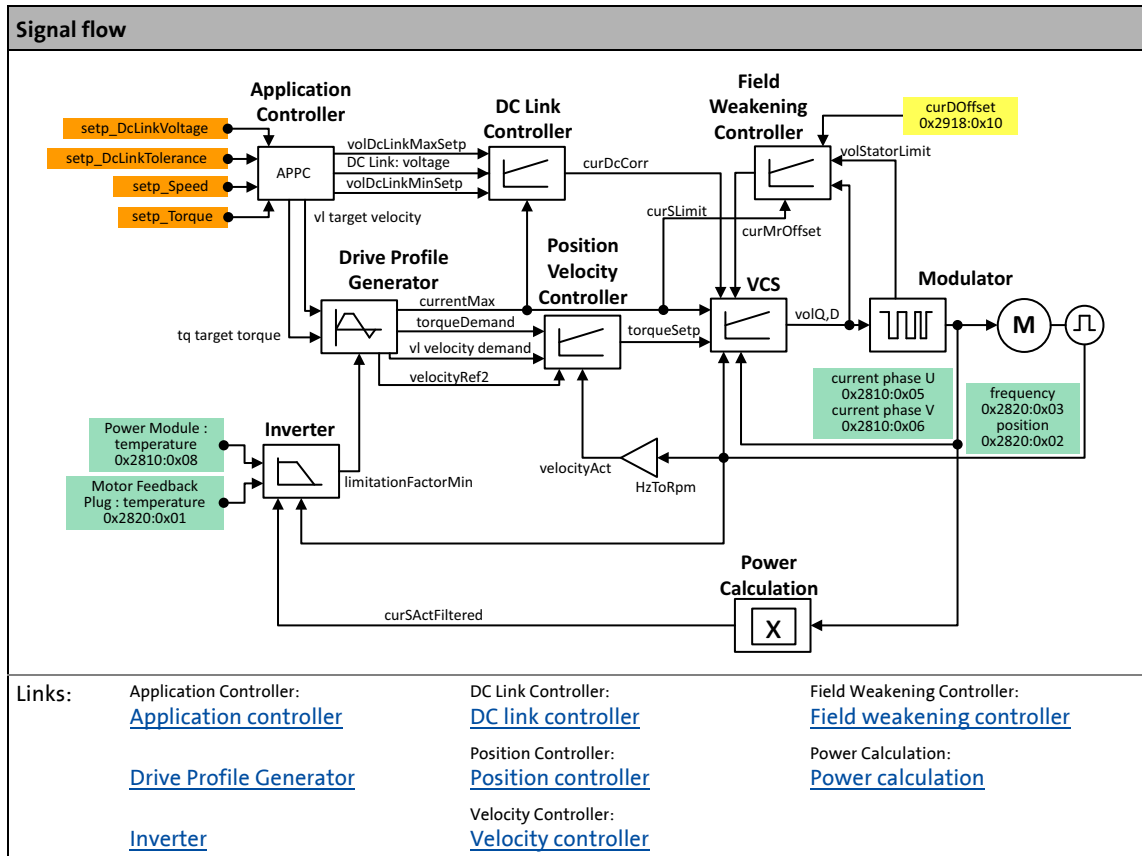 Signal flow
Application
Controller
DC Link
Controller
Field
Weakening
Controller
curDOffset
0x2918:0x10
setp_DcLinkVoltage
setp_DcLinkTolerance
setp_Speed
setp_Torque
APPC
volDcLinkMaxSetp
DC Link: voltage
volDcLinkMinSetp
curDcCorr
volStatorLimit
vl target velocity
curSLimit
curMrOffset
Drive Profile
Generator
Position
Velocity
Controller
VCS
Modulator
currentMax
torqueDemand
torqueSetp
volQ,D
M
tq target torque
vl velocity demand
velocityRef2
current phase U
0x2810:0x05
current phase V
0x2810:0x06
frequency
0x2820:0x03
position
0x2820:0x02
Power Module :
temperature
0x2810:0x08
Motor Feedback
Plug : temperature
0x2820:0x01
Inverter
limitationFactorMin
velocityAct
HzToRpm
Power
Calculation
curSActFiltered
X
Links:
Application Controller:
Application controller
DC Link Controller:
DC link controller
Field Weakening Controller:
Field weakening controller
Drive Profile Generator
Position Controller:
Position controller
Power Calculation:
Power calculation
Inverter
Velocity Controller:
Velocity controller